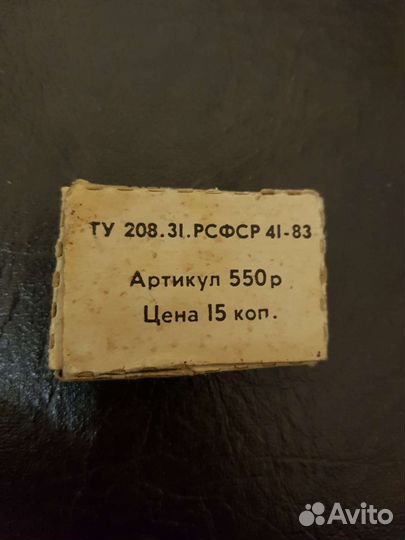 ТУ 208.31.РСФСР 41-83
Артикул 550р
Цена 15 коп.
Avito